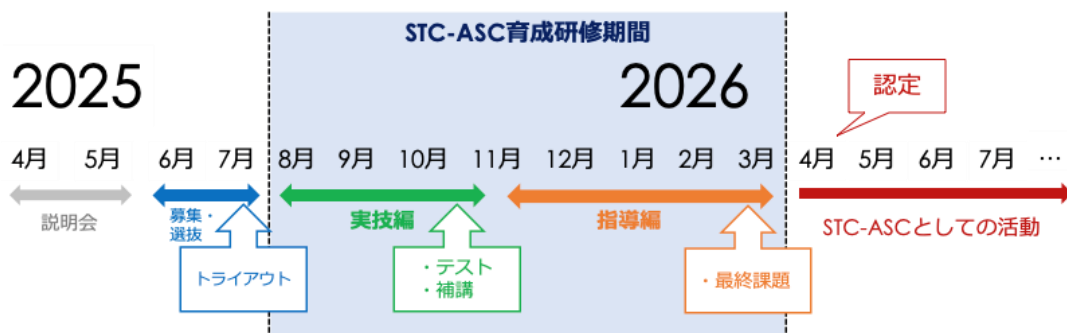 STC-ASC育成研修期間
2025
2026
認定
4月 5月 6月 7月 8月 9月 10月 11月 12月 1月 2月 3月 4月 5月 6月 7月 …
説明会
募集・
選抜
実技編
指導編
STC-ASCとしての活動
トライアウト
・テスト
・補講
・最終課題